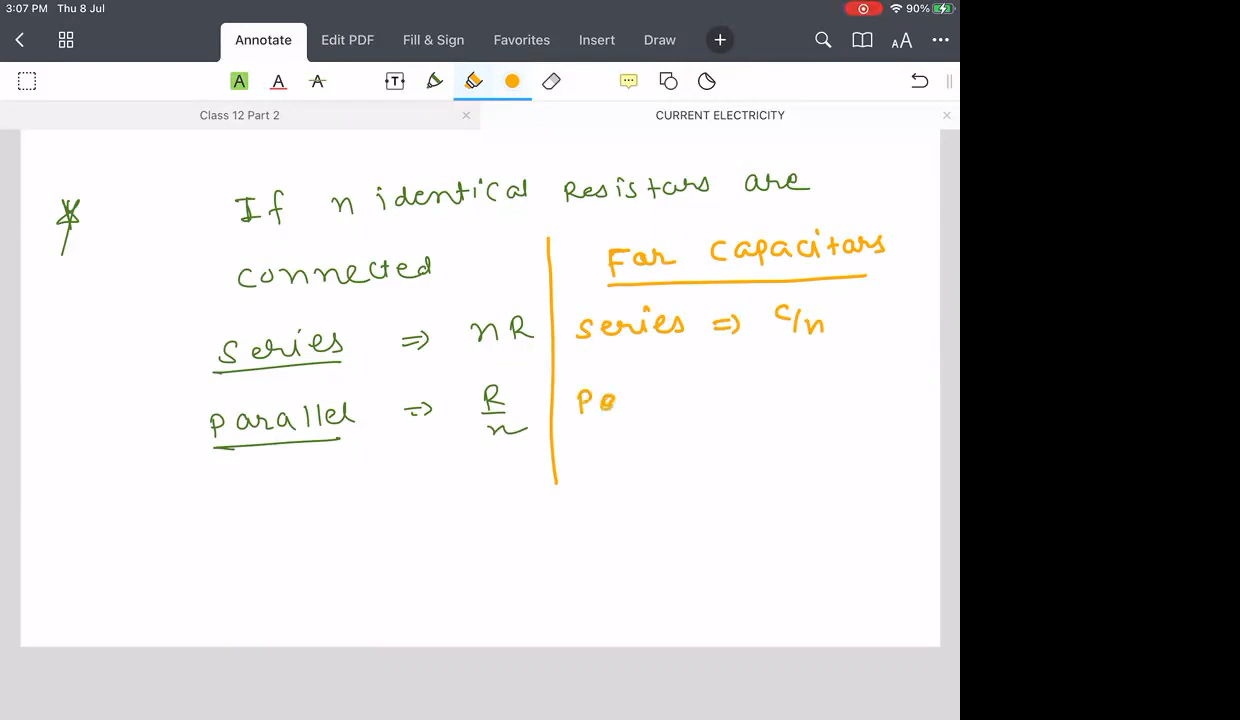 3:07 PM Thu 8 Jul 90%
Annotate Edit PDF Fill & Sign Favorites Insert Draw
Class 12 Part 2 CURRENT ELECTRICITY
If n identical Resistors are
connected
Series => nR
Parallel => R/n
For Capacitors
Series => C/n
Pa